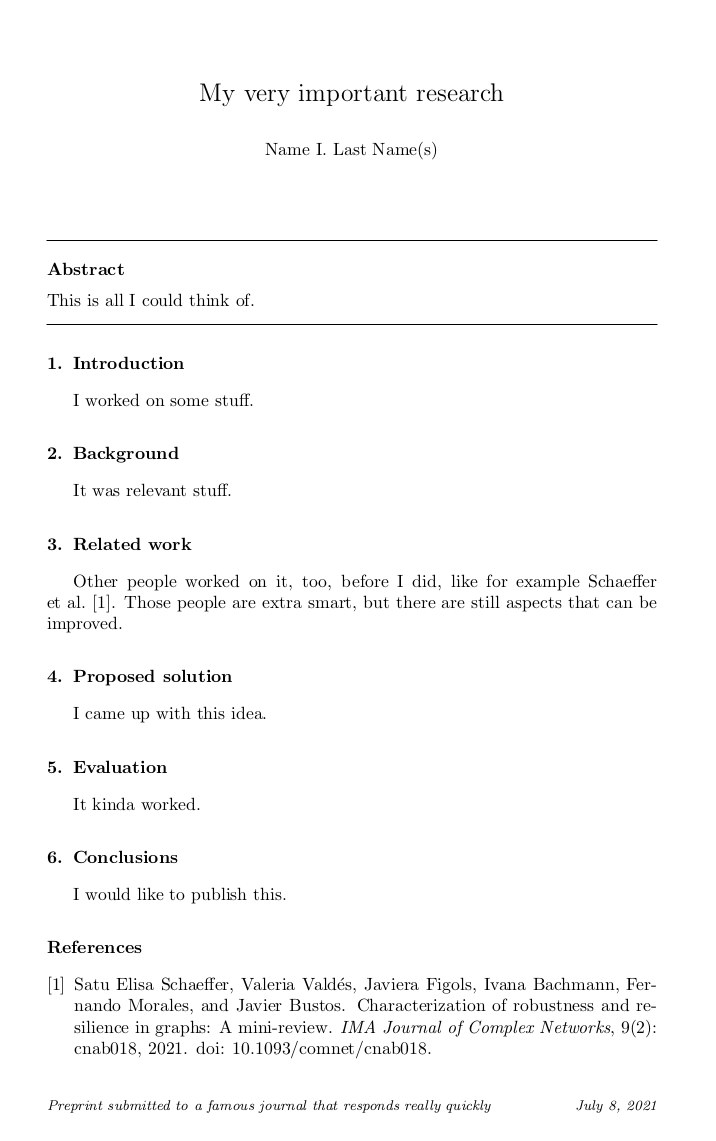 My very important research
Name I. Last Name(s)
Abstract
This is all I could think of.
1. Introduction
I worked on some stuff.
2. Background
It was relevant stuff.
3. Related work
Other people worked on it, too, before I did, like for example Schaeffer
et al. [1]. Those people are extra smart, but there are still aspects that can be
improved.
4. Proposed solution
I came up with this idea.
5. Evaluation
It kinda worked.
6. Conclusions
I would like to publish this.
References
[1] Satu Elisa Schaeffer, Valeria Valdés, Javiera Figols, Ivana Bachmann, Fer-
nando Morales, and Javier Bustos. Characterization of robustness and re-
silience in graphs: A mini-review. IMA Journal of Complex Networks, 9(2):
cnab018, 2021. doi: 10.1093/comnet/cnab018.
Preprint submitted to a famous journal that responds really quickly July 8, 2021